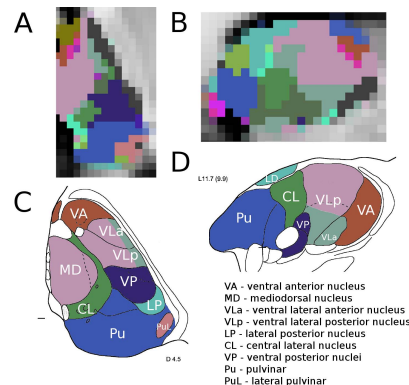 A
B
L11.7 (9.9)
D
LD
CL
VLp
Pu
VA
VP
VLa
C
VA
VLa
VLp
MD
VP
CL
LP
Pu
PuL
D 4.5
VA - ventral anterior nucleus
MD - mediodorsal nucleus
VLa - ventral lateral anterior nucleus
VLp - ventral lateral posterior nucleus
LP - lateral posterior nucleus
CL - central lateral nucleus
VP - ventral posterior nuclei
Pu - pulvinar
PuL - lateral pulvinar